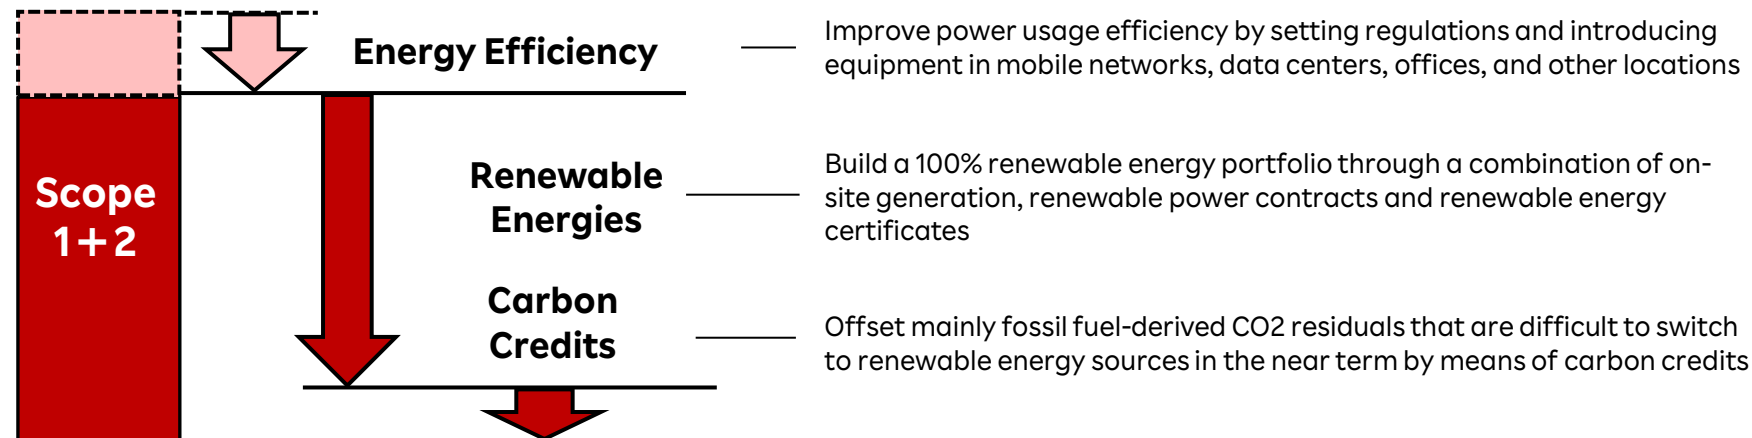 Energy Efficiency
Improve power usage efficiency by setting regulations and introducing
equipment in mobile networks, data centers, offices, and other locations
Scope
1+2
Renewable
Energies
Build a 100% renewable energy portfolio through a combination of on-
site generation, renewable power contracts and renewable energy
certificates
Carbon
Credits
Offset mainly fossil fuel-derived CO2 residuals that are difficult to switch
to renewable energy sources in the near term by means of carbon credits